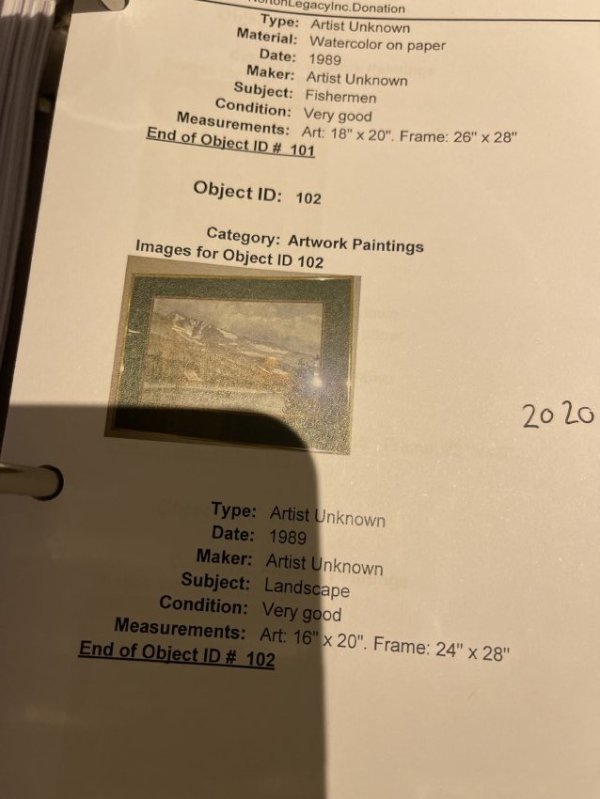 NortonLegacyInc.Donation
Type: Artist Unknown
Material: Watercolor on paper
Date: 1989
Maker: Artist Unknown
Subject: Fishermen
Condition: Very good
Measurements: Art: 18" x 20". Frame: 26" x 28"
End of Object ID # 101
Object ID: 102
Category: Artwork Paintings
Images for Object ID 102
2020
Type: Artist Unknown
Date: 1989
Maker: Artist Unknown
Subject: Landscape
Condition: Very good
Measurements: Art: 16" x 20". Frame: 24" x 28"
End of Object ID # 102